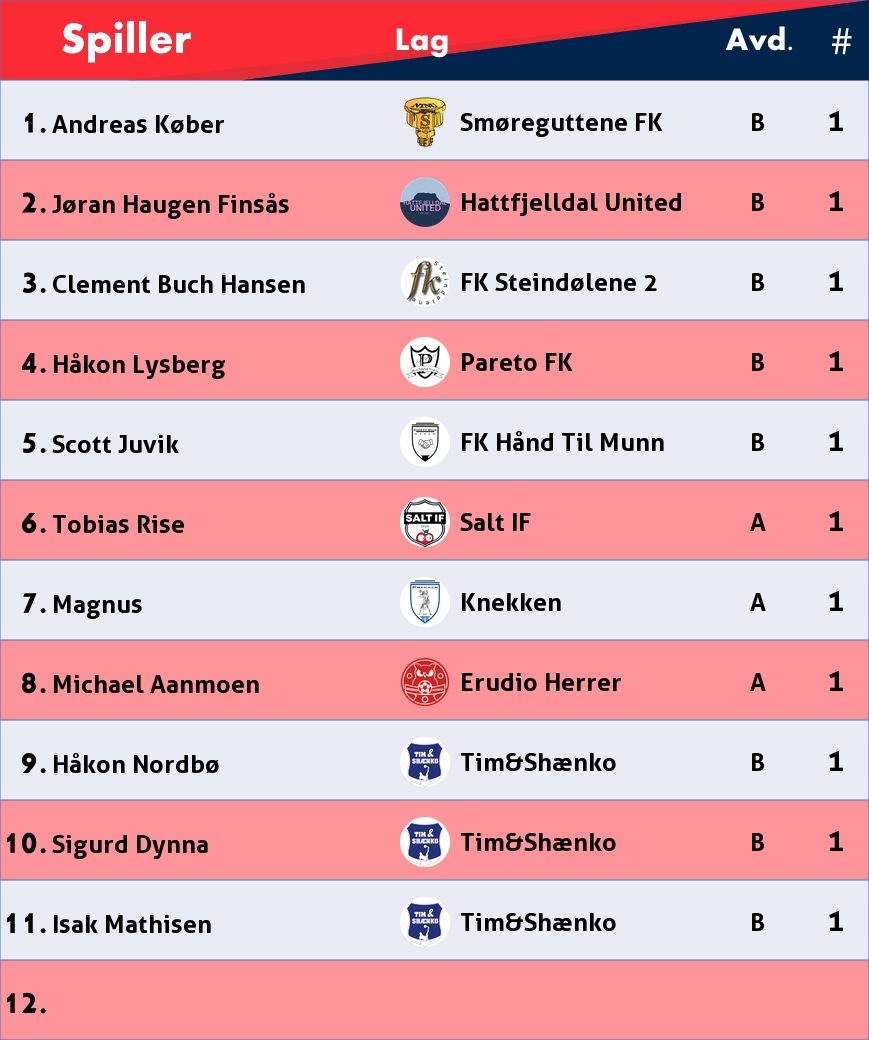 Spiller Lag Avd. #
1. Andreas Køber Smøreguttene FK B 1
2. Jøran Haugen Finsås HATTFJELLDAL UNITED Hattfjelldal United B 1
3. Clement Buch Hansen fk FK Steindølene 2 B 1
4. Håkon Lysberg P Pareto FK B 1
5. Scott Juvik FK Hånd Til Munn B 1
6. Tobias Rise SALT IF Salt IF A 1
7. Magnus Knekken A 1
8. Michael Aanmoen Erudio Herrer A 1
9. Håkon Nordbø TIM & SHÆNKO Tim&Shænko B 1
10. Sigurd Dynna TIM & SHÆNKO Tim&Shænko B 1
11. Isak Mathisen TIM & SHÆNKO Tim&Shænko B 1
12.